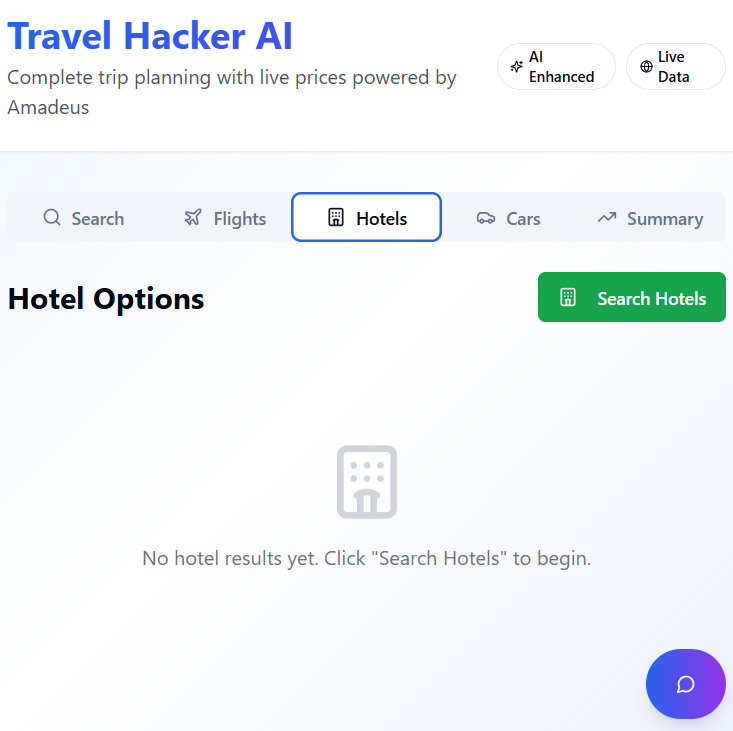 Travel Hacker AI
Complete trip planning with live prices powered by
Amadeus
AI
Enhanced
Live
Data
Search
Flights
Hotels
Cars
Summary
Hotel Options
Search Hotels
No hotel results yet. Click "Search Hotels" to begin.